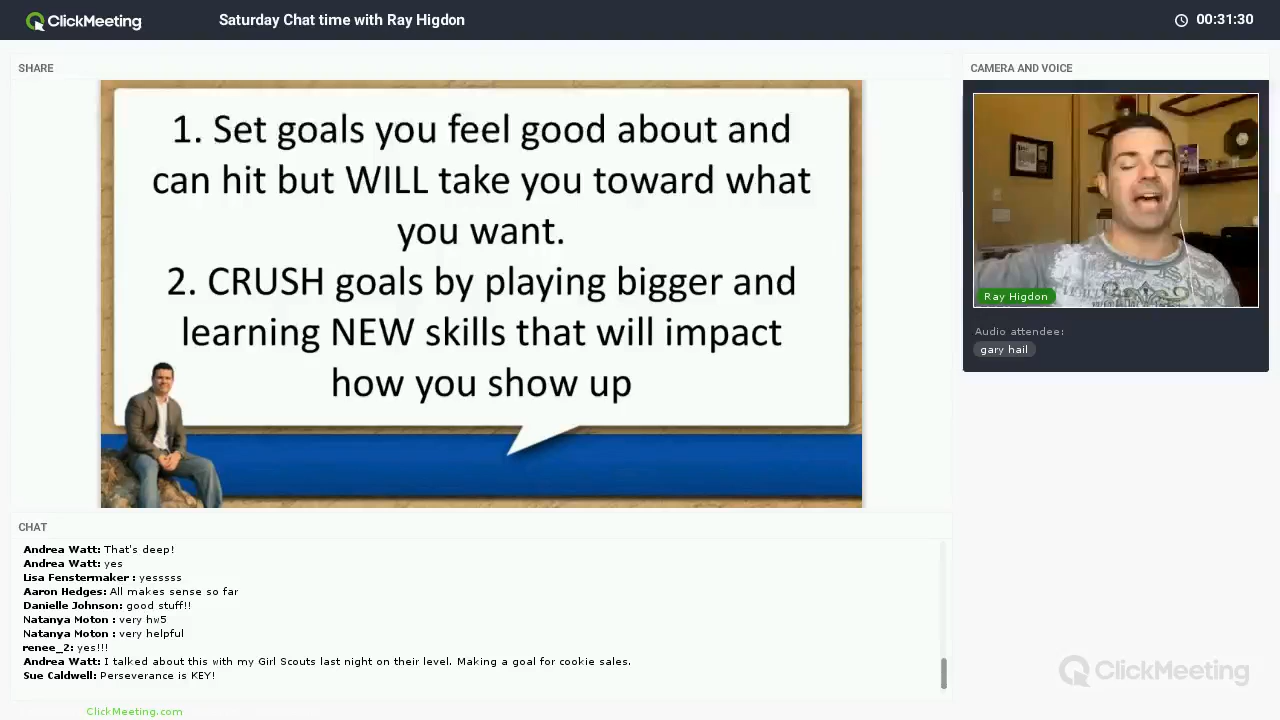 ClickMeeting
Saturday Chat time with Ray Higdon
00:31:30
SHARE
1. Set goals you feel good about and
can hit but WILL take you toward what
you want.
2. CRUSH goals by playing bigger and
learning NEW skills that will impact
how you show up
CAMERA AND VOICE
Ray Higdon
Audio attendee:
gary hail
CHAT
Andrea Watt: That's deep!
Andrea Watt: yes
Lisa Fenstermaker : yesssss
Aaron Hedges: All makes sense so far
Danielle Johnson: good stuff!!
Natanya Moton : very hw5
Natanya Moton : very helpful
renee_2: yes!!!
Andrea Watt: I talked about this with my Girl Scouts last night on their level. Making a goal for cookie sales.
Sue Caldwell: Perseverance is KEY!
ClickMeeting
ClickMeeting.com